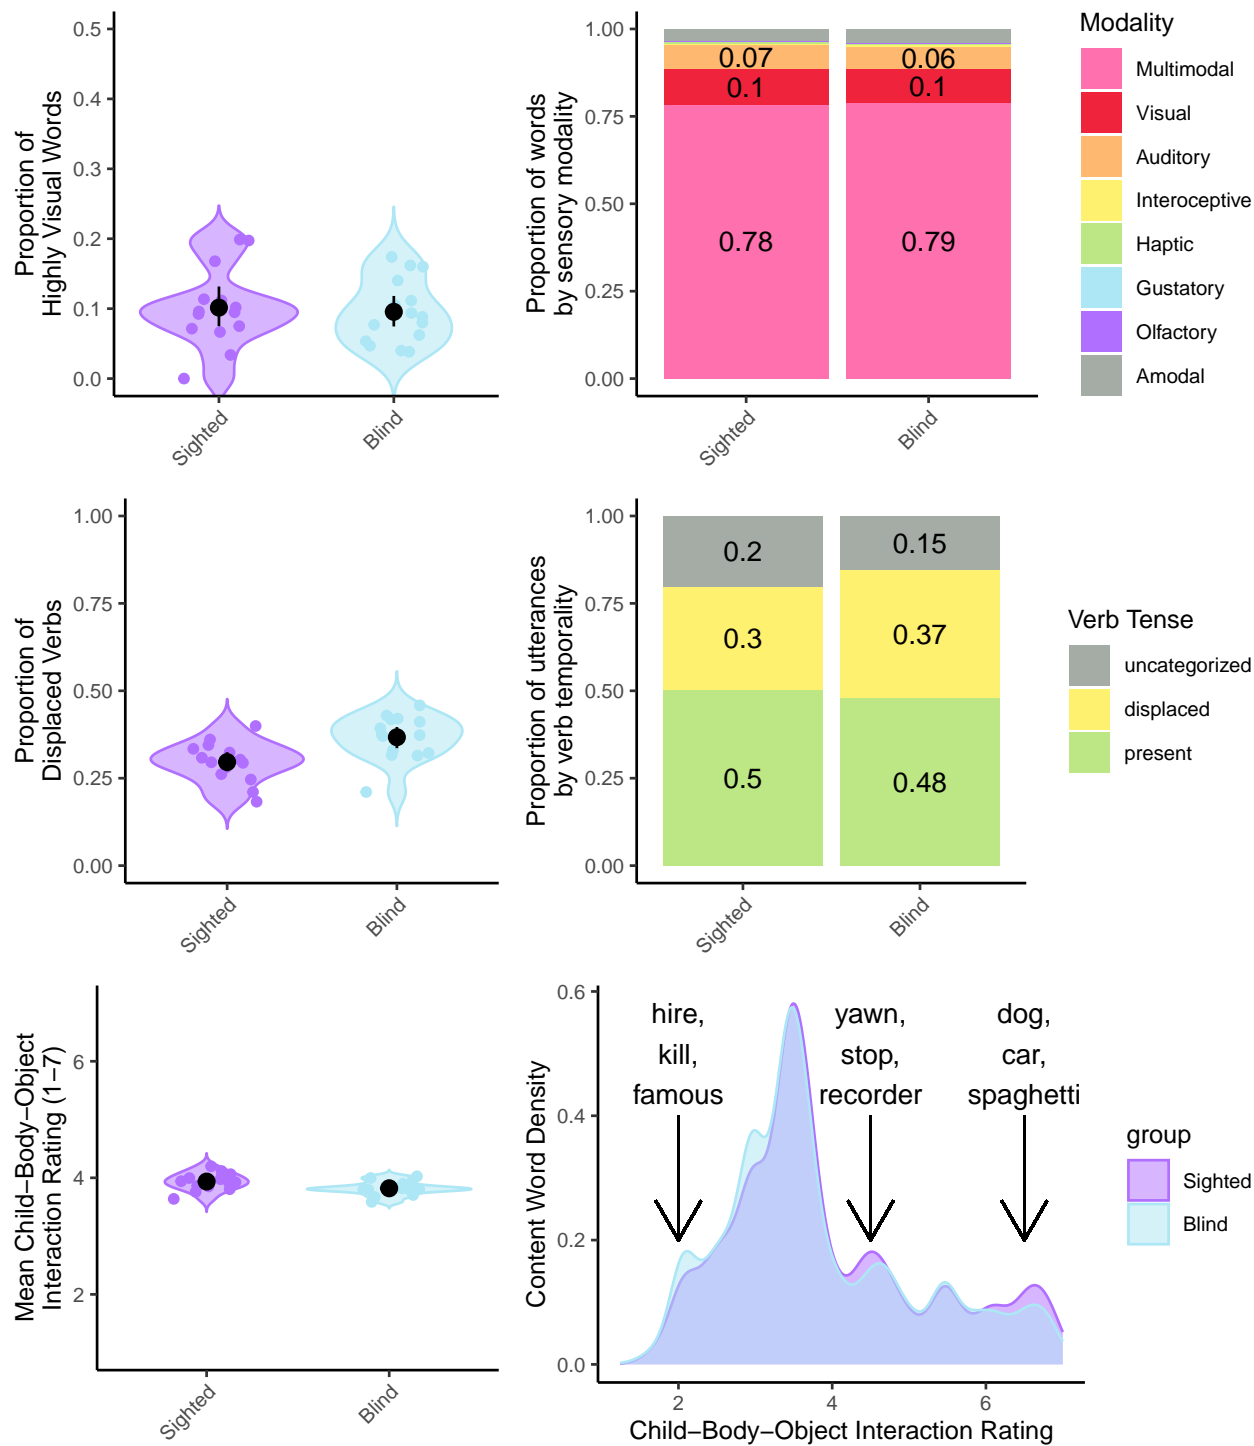 Proportion of
Highly Visual Words
0.5
0.4
0.3
0.2
0.1
0.0
Sighted
Blind
Proportion of words
by sensory modality
1.00
0.75
0.50
0.25
0.00
0.07
0.06
0.1
0.1
0.78
0.79
Sighted
Blind
Modality
Multimodal
Visual
Auditory
Interoceptive
Haptic
Gustatory
Olfactory
Amodal
Proportion of
Displaced Verbs
1.00
0.75
0.50
0.25
0.00
Sighted
Blind
Proportion of utterances
by verb temporality
1.00
0.75
0.50
0.25
0.00
0.2
0.15
0.3
0.37
0.5
0.48
Sighted
Blind
Verb Tense
uncategorized
displaced
present
Mean Child−Body−Object
Interaction Rating (1−7)
6
4
2
Sighted
Blind
Content Word Density
0.6
0.4
0.2
0.0
hire,
kill,
famous
yawn,
stop,
recorder
dog,
car,
spaghetti
2
4
6
Child−Body−Object Interaction Rating
group
Sighted
Blind